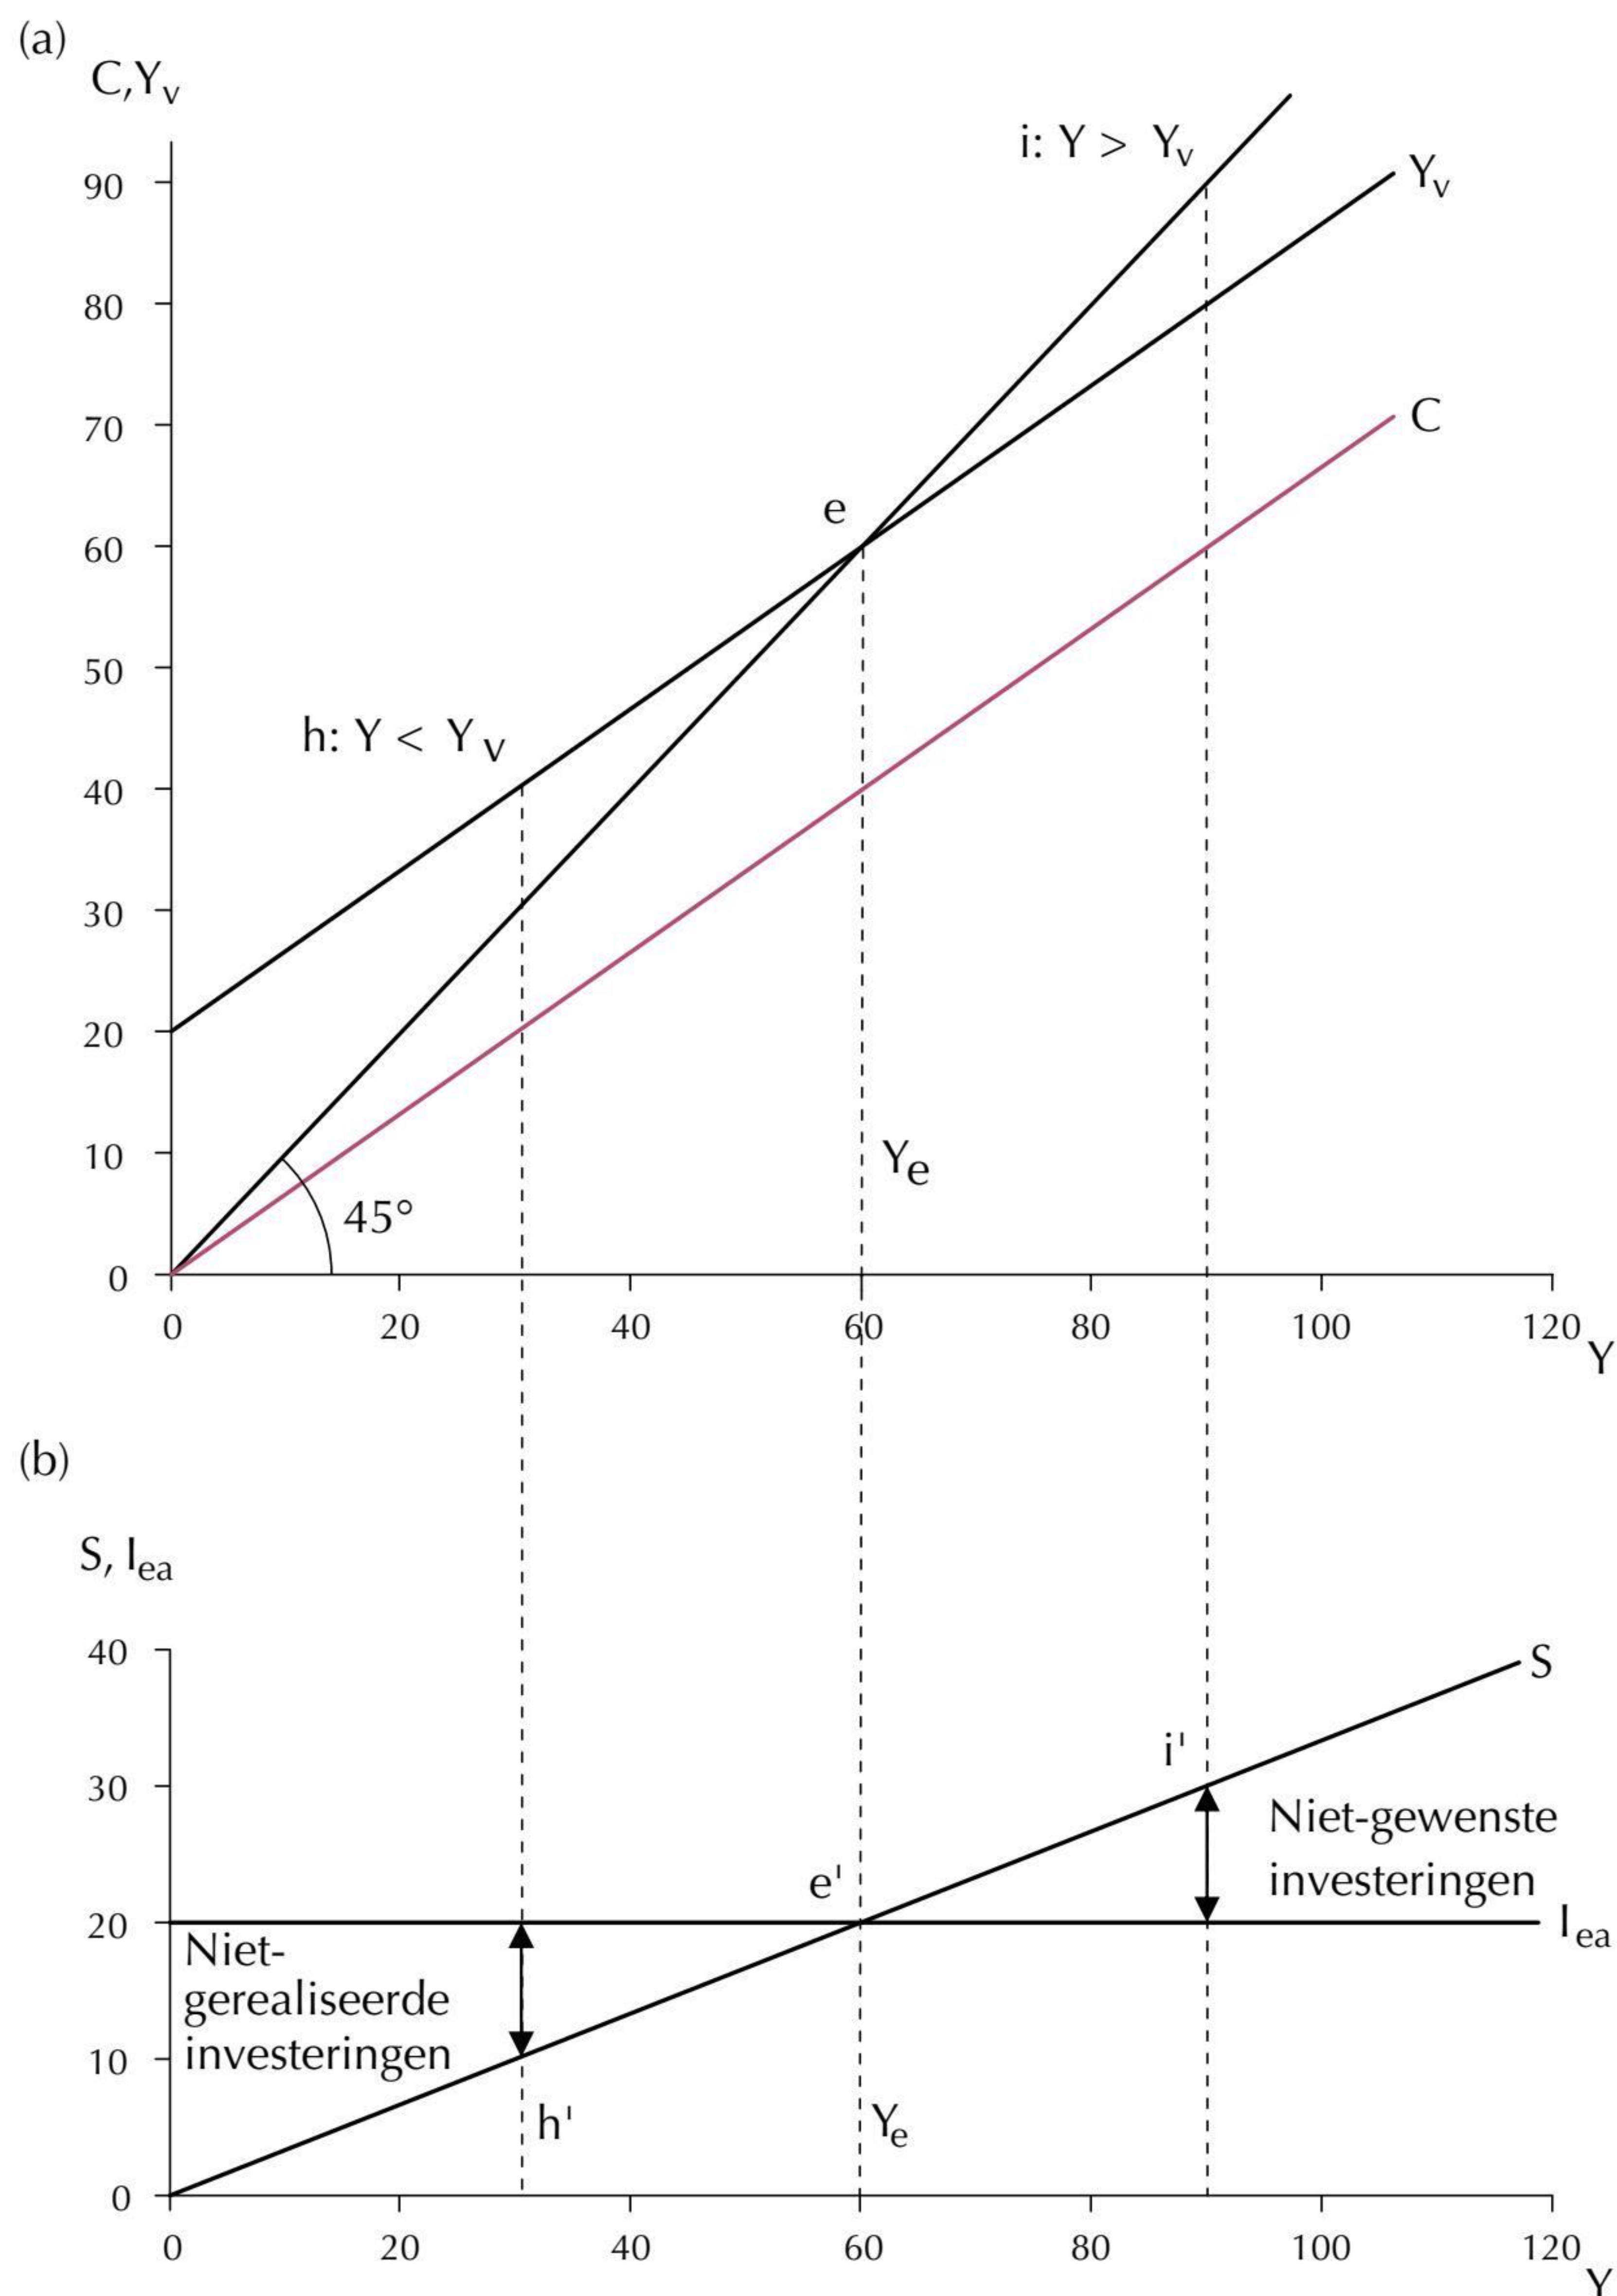 (a)
C,Yv
i: Y > Yv
90
Yv
80
70
C
e
60
50
h: Y < Yv
40
30
20
10
Ye
45°
0
0 20 40 60 80 100 120
Y
(b)
S, Iea
40
S
i'
30
Niet-gewenste
investeringen
e'
20
Iea
Niet-
gerealiseerde
investeringen
10
h'
Ye
0
0 20 40 60 80 100 120
Y